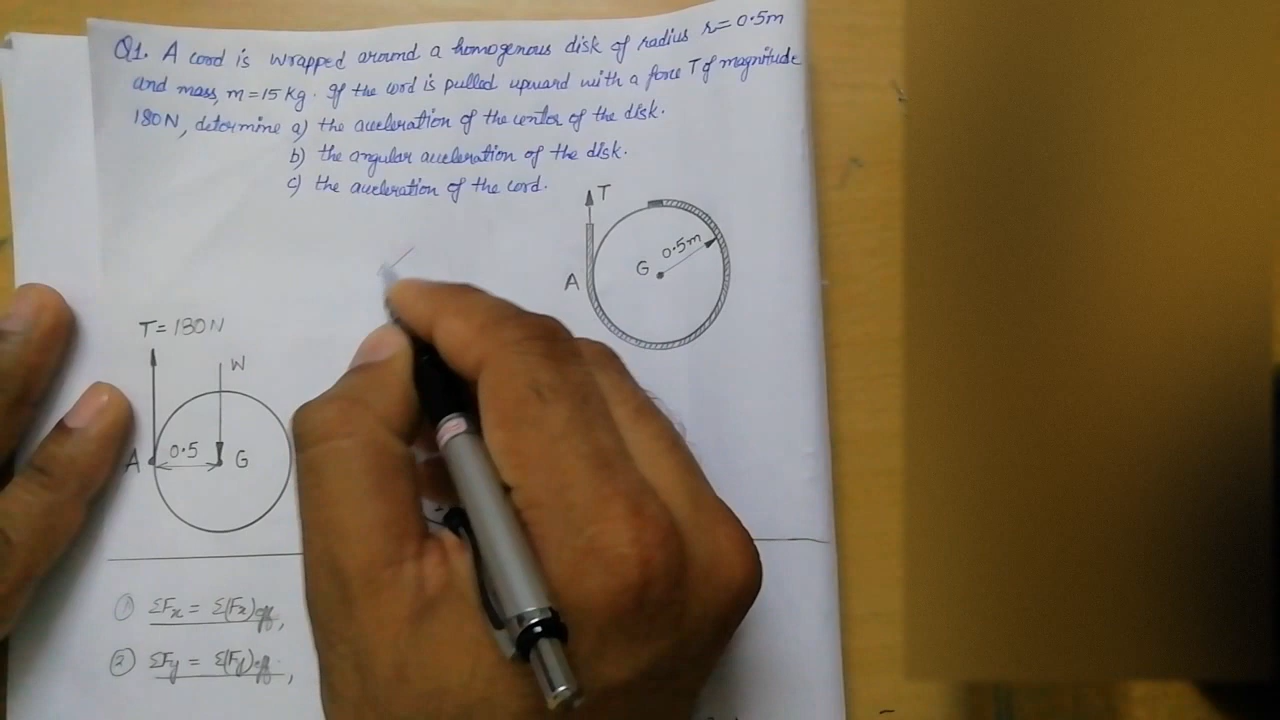 Q1. A cord is wrapped around a homogenous disk of radius r = 0.5m
and mass, m = 15 kg. If the cord is pulled upward with a force T of magnitude
180N, determine a) the acceleration of the center of the disk.
b) the angular acceleration of the disk.
c) the acceleration of the cord.
T
0.5m
G
A
T = 180N
W
A
0.5
G
① ΣFx = Σ(Fx)eff,
② ΣFy = Σ(Fy)eff,